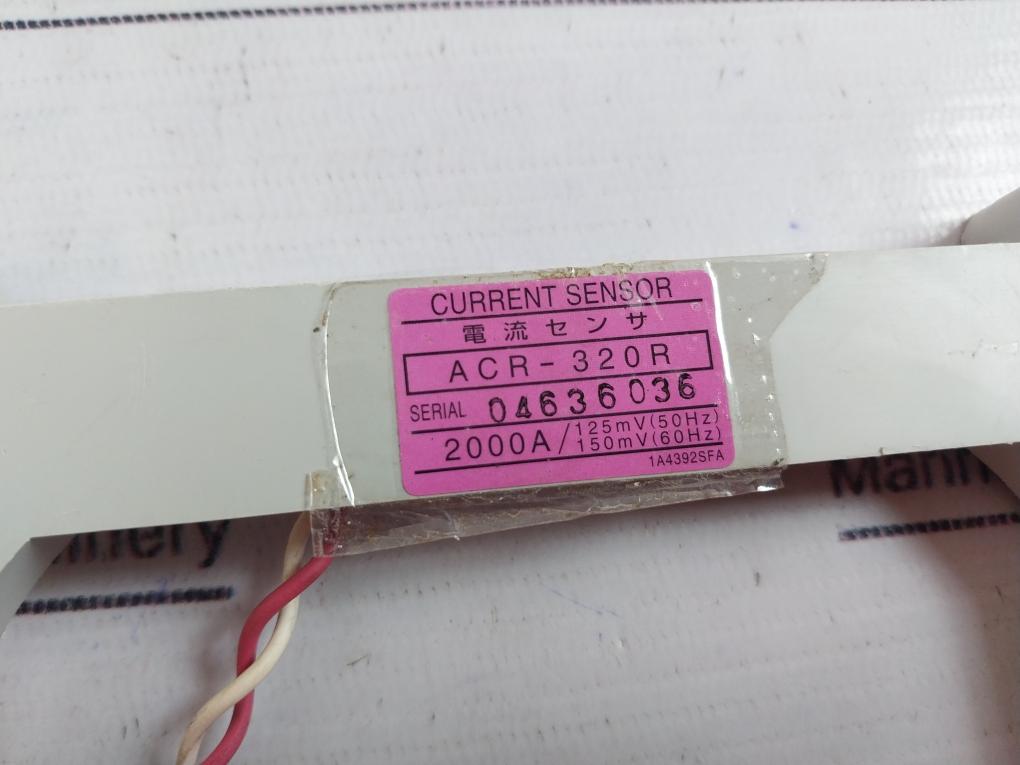 CURRENT SENSOR
電流センサ
ACR-320R
SERIAL 04636036
2000A/125mV(50Hz)
150mV(60Hz)
1A4392SFA